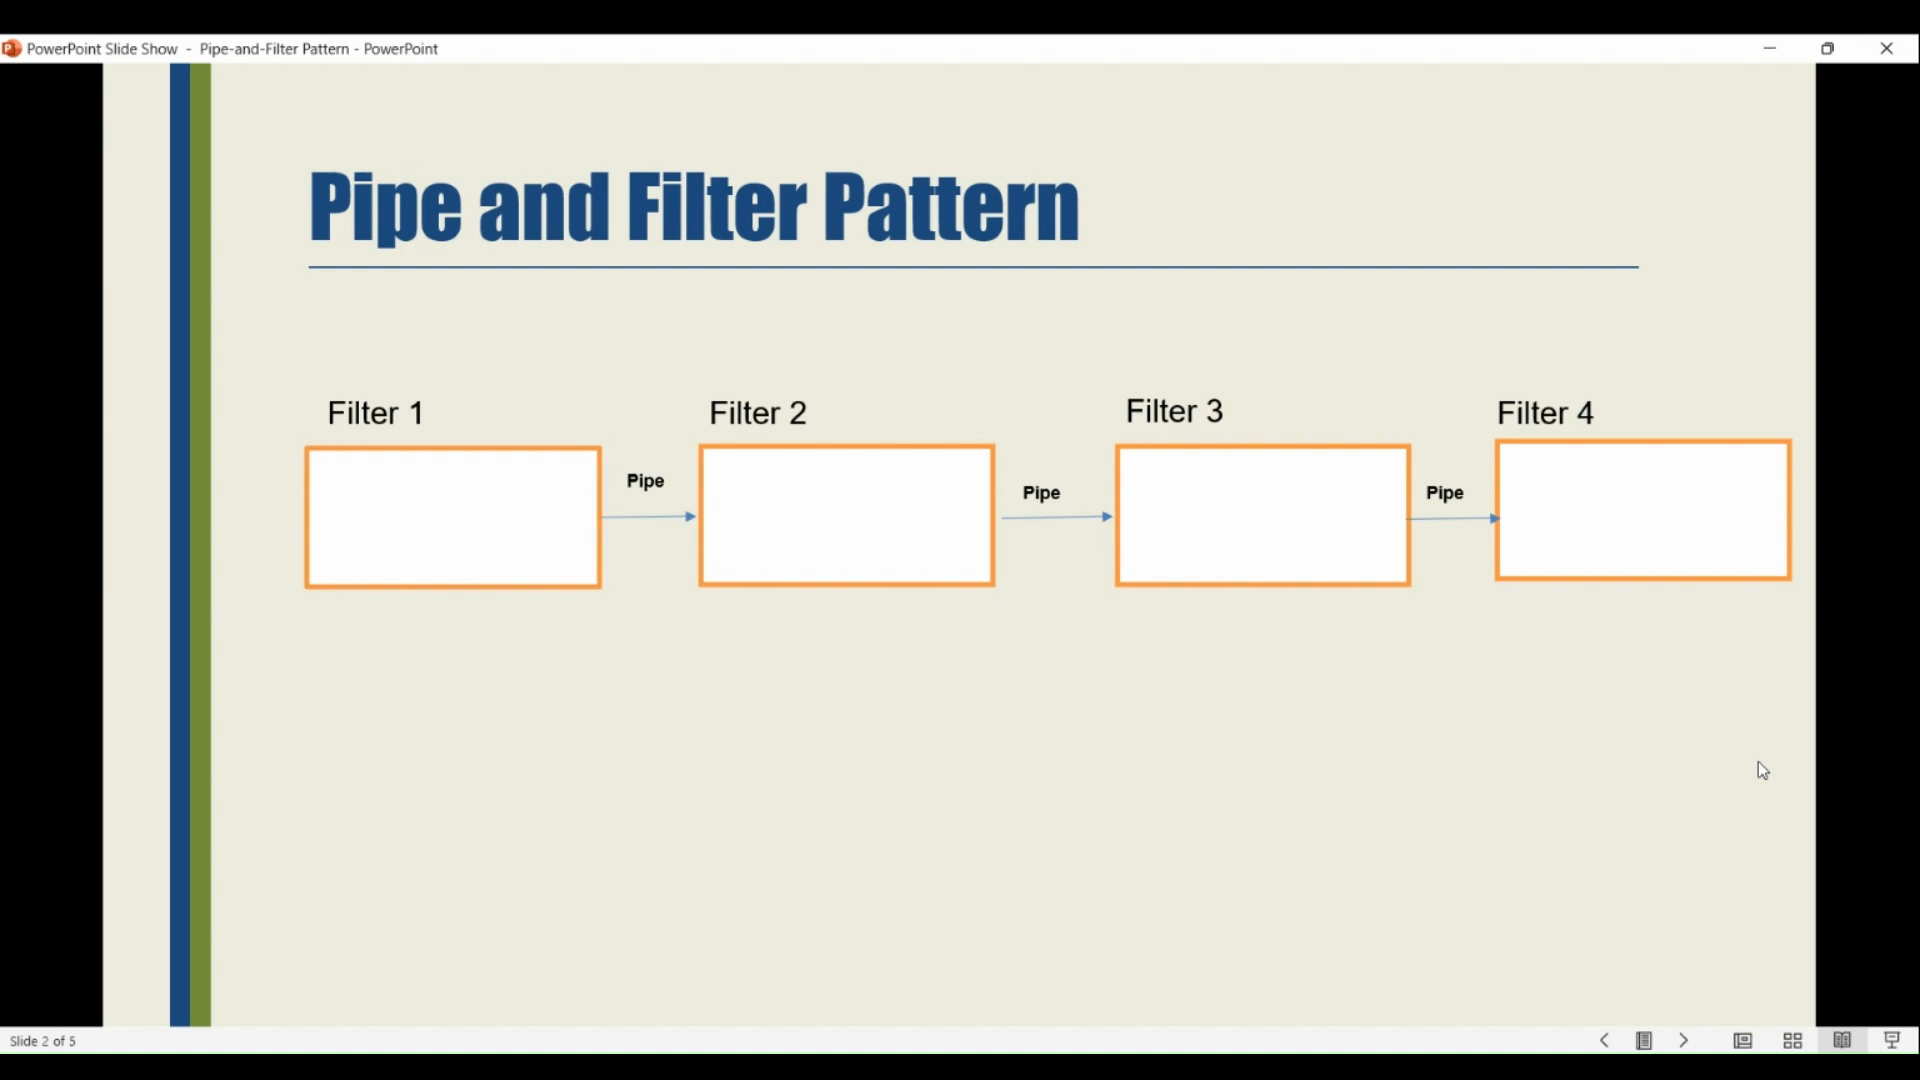 PowerPoint Slide Show - Pipe-and-Filter Pattern - PowerPoint
Pipe and Filter Pattern
Filter 1
Filter 2
Filter 3
Filter 4
Pipe
Pipe
Pipe
Slide 2 of 5